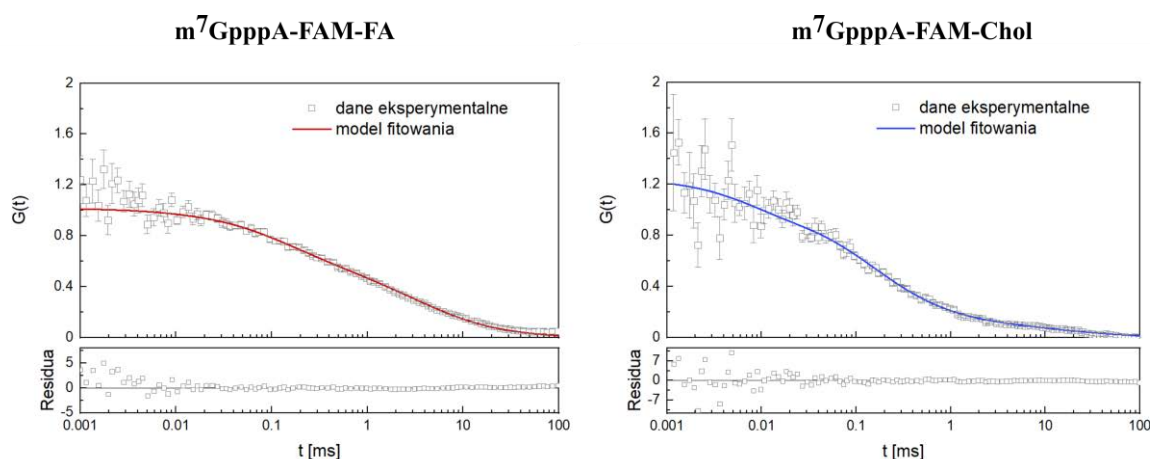 m⁷GpppA-FAM-FA
2
1.6
1.2
0.8
0.4
0
G(t)
dane eksperymentalne
model fitowania
5
0
-5
Residua
0.001 0.01 0.1 1 10 100
t [ms]
m⁷GpppA-FAM-Chol
2
1.6
1.2
0.8
0.4
0
G(t)
dane eksperymentalne
model fitowania
7
0
-7
Residua
0.001 0.01 0.1 1 10 100
t [ms]